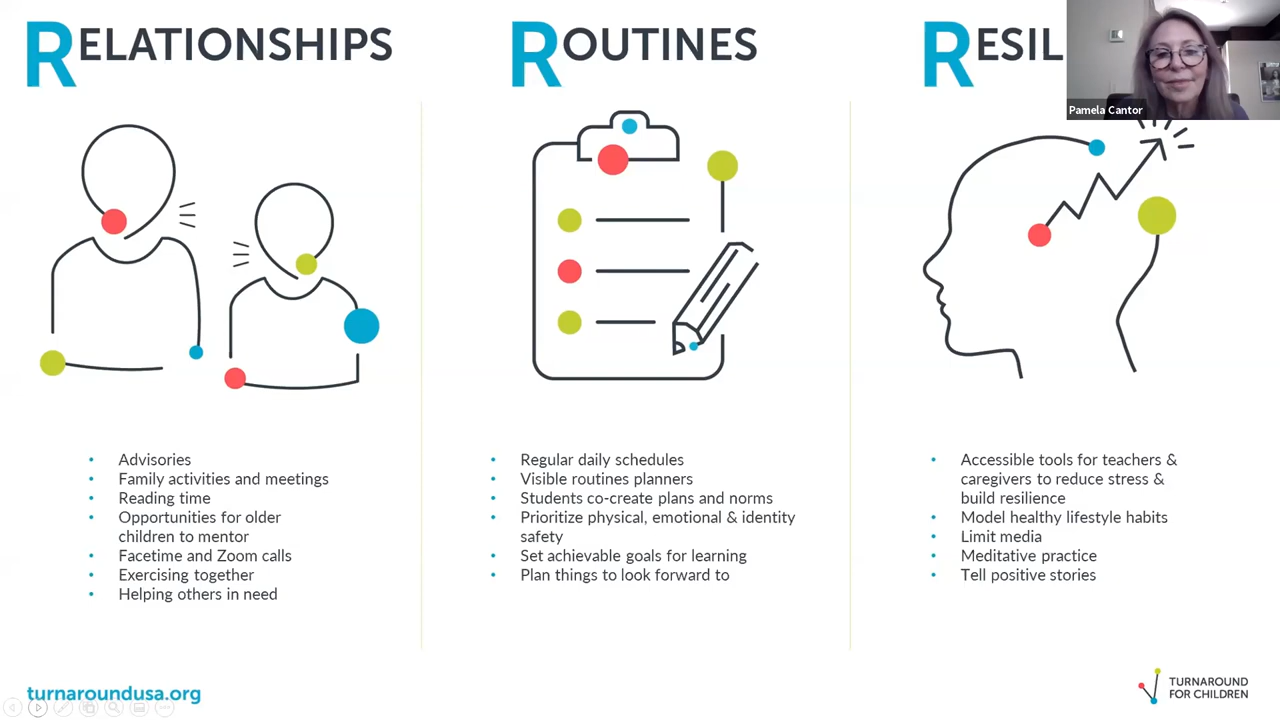 RELATIONSHIPS
Advisories
Family activities and meetings
Reading time
Opportunities for older
children to mentor
Facetime and Zoom calls
Exercising together
Helping others in need
ROUTINES
Regular daily schedules
Visible routines planners
Students co-create plans and norms
Prioritize physical, emotional & identity
safety
Set achievable goals for learning
Plan things to look forward to
RESIL
Pamela Cantor
Accessible tools for teachers &
caregivers to reduce stress &
build resilience
Model healthy lifestyle habits
Limit media
Meditative practice
Tell positive stories
turnaroundusa.org
TURNAROUND
FOR CHILDREN